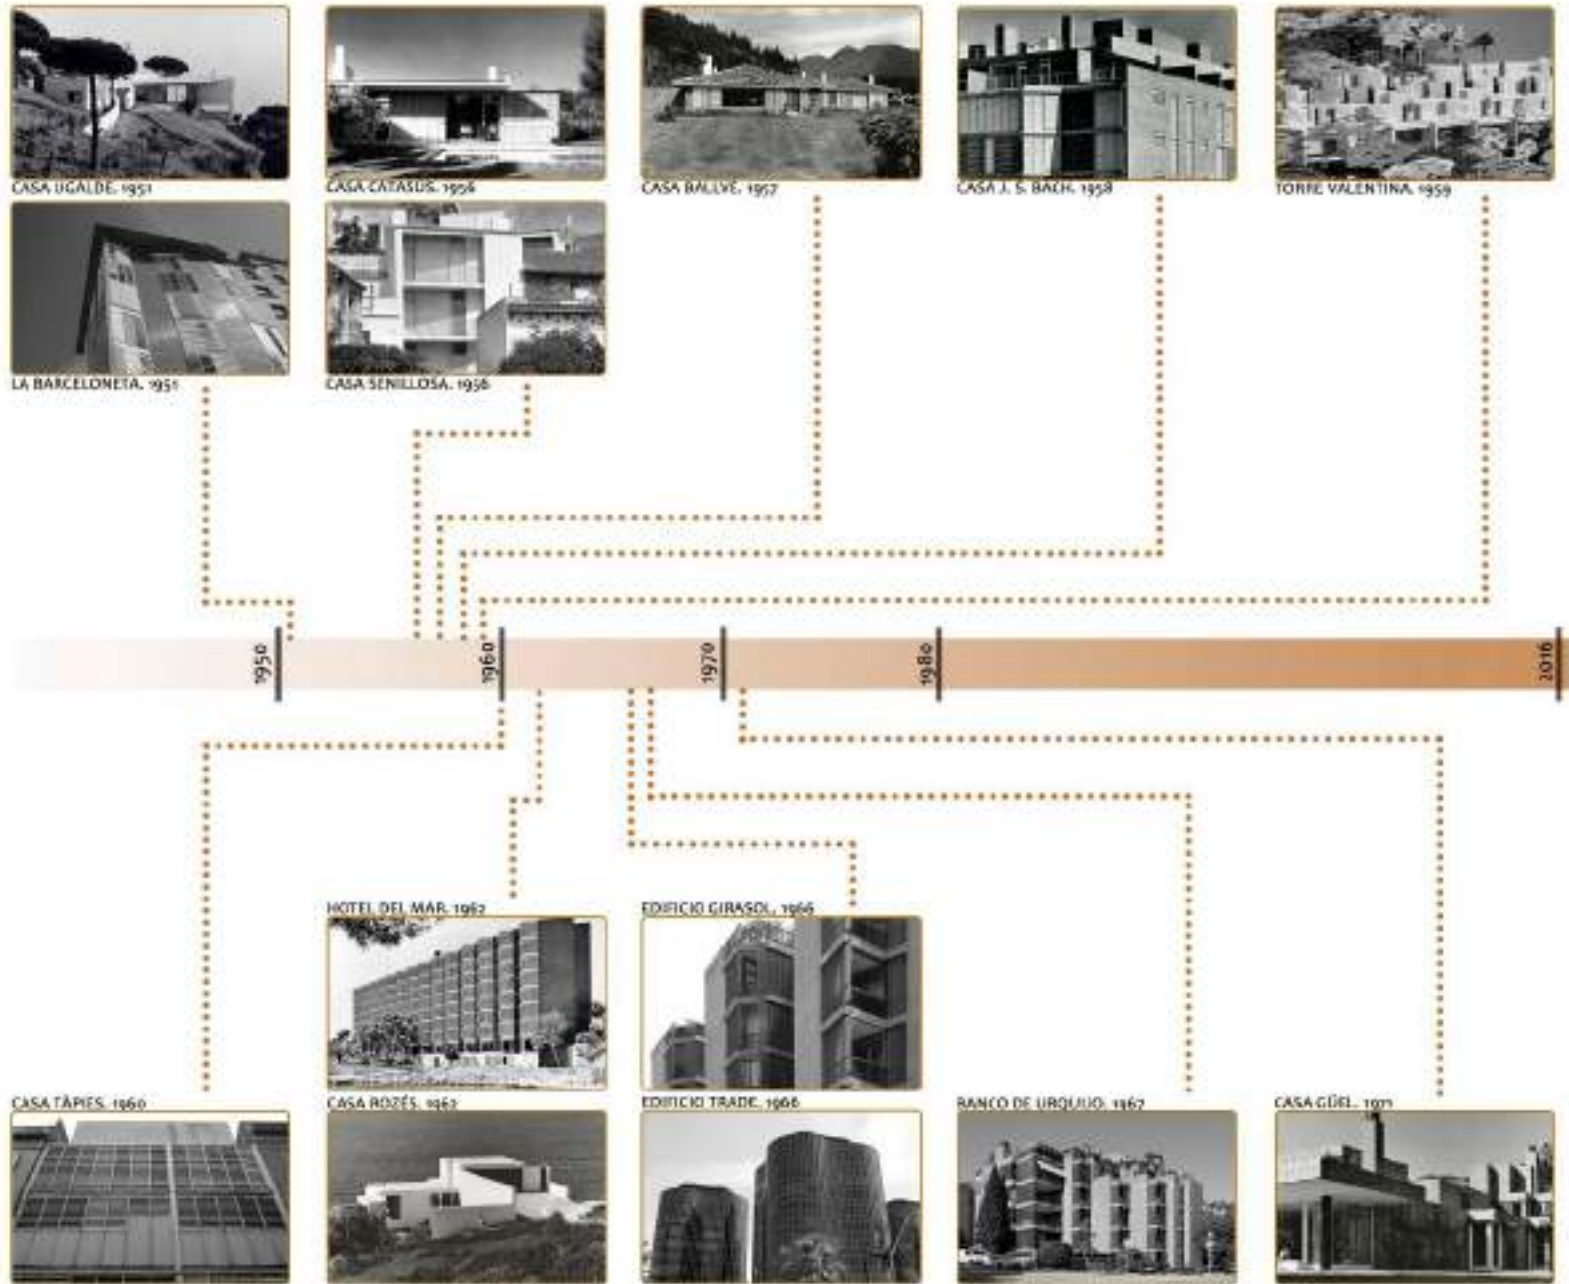 CASA UGALDE. 1951
CASA CATASUS. 1956
CASA BALLVÉ. 1957
CASA J. S. BACH. 1958
TORRE VALENTINA. 1959
LA BARCELONETA. 1951
CASA SENILLOSA. 1956
1950
1960
1970
1980
2016
HOTEL DEL MAR. 1962
EDIFICIO GIRASOL. 1966
CASA TÀPIES. 1960
CASA ROZÉS. 1962
EDIFICIO TRADE. 1966
BANCO DE URQUIJO. 1967
CASA GÜEL. 1971